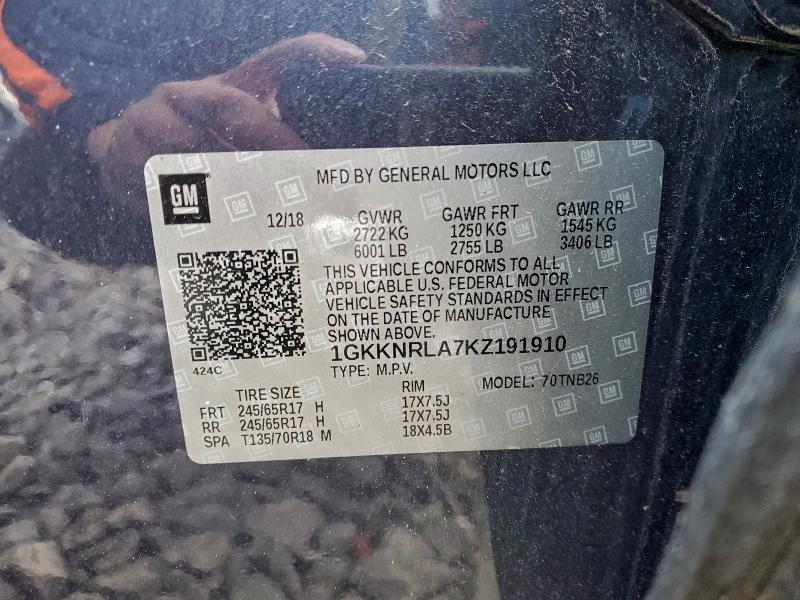 GM
MFD BY GENERAL MOTORS LLC
12/18
GVWR GAWR FRT GAWR RR
2722 KG 1250 KG 1545 KG
6001 LB 2755 LB 3406 LB
THIS VEHICLE CONFORMS TO ALL
APPLICABLE U.S. FEDERAL MOTOR
VEHICLE SAFETY STANDARDS IN EFFECT
ON THE DATE OF MANUFACTURE
SHOWN ABOVE.
1GKKNRLA7KZ191910
424C
TYPE: M.P.V. MODEL: 70TNB26
TIRE SIZE RIM
FRT 245/65R17 H 17X7.5J
RR 245/65R17 H 17X7.5J
SPA T135/70R18 M 18X4.5B